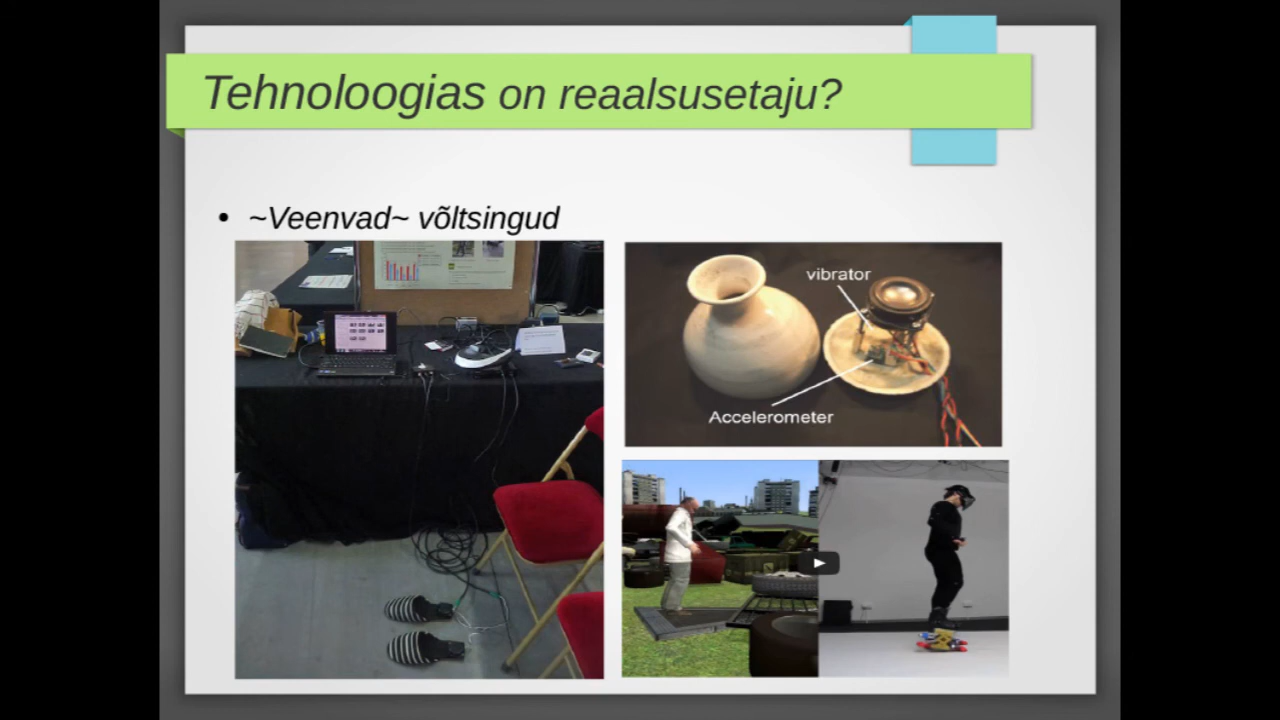 Tehnoloogias on reaalsusetaju?
• ~Veenvad~ võltsingud
vibrator
Accelerometer